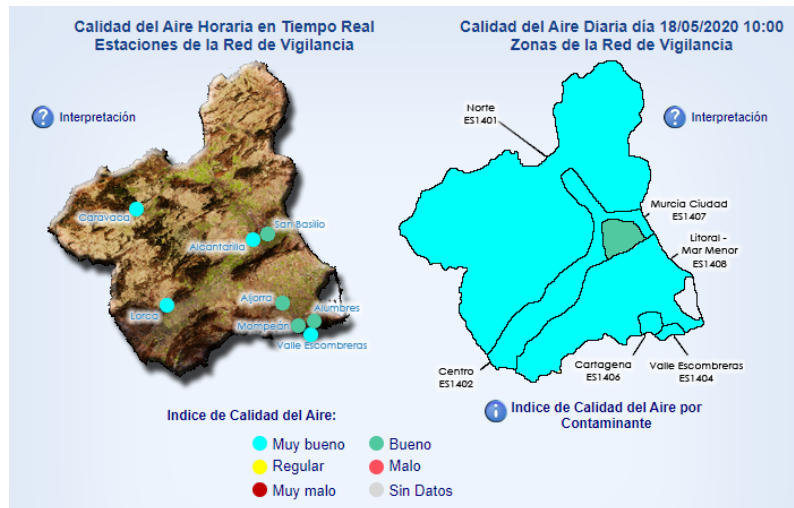 Calidad del Aire Horaria en Tiempo Real
Estaciones de la Red de Vigilancia
? Interpretación
Caravaca
San Basilio
Alcantarilla
Aljorra
Alumbres
Lorca
Mompeán
Valle Escombreras
Calidad del Aire Diaria día 18/05/2020 10:00
Zonas de la Red de Vigilancia
Norte
ES1401
? Interpretación
Murcia Ciudad
ES1407
Litoral -
Mar Menor
ES1408
Centro
ES1402
Cartagena
ES1406
Valle Escombreras
ES1404
Indice de Calidad del Aire:
Muy bueno
Bueno
Regular
Malo
Muy malo
Sin Datos
i Indice de Calidad del Aire por
Contaminante